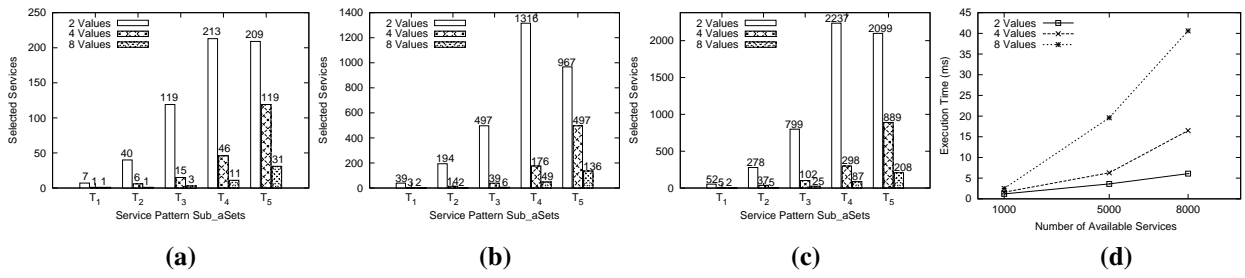 2 Values
4 Values
8 Values
Selected Services
250
200
150
100
50
0
7
1
1
40
6
1
119
15
3
213
46
11
209
119
31
T1
T2
T3
T4
T5
Service Pattern Sub_aSets
(a)
2 Values
4 Values
8 Values
Selected Services
1400
1200
1000
800
600
400
200
0
39
3
2
194
14
2
497
39
6
1316
176
49
967
497
136
T1
T2
T3
T4
T5
Service Pattern Sub_aSets
(b)
2 Values
4 Values
8 Values
Selected Services
2000
1500
1000
500
0
52
5
2
278
37
5
799
102
25
2237
298
87
2099
889
208
T1
T2
T3
T4
T5
Service Pattern Sub_aSets
(c)
2 Values
4 Values
8 Values
Execution Time (ms)
45
40
35
30
25
20
15
10
5
0
1000
5000
8000
Number of Available Services
(d)